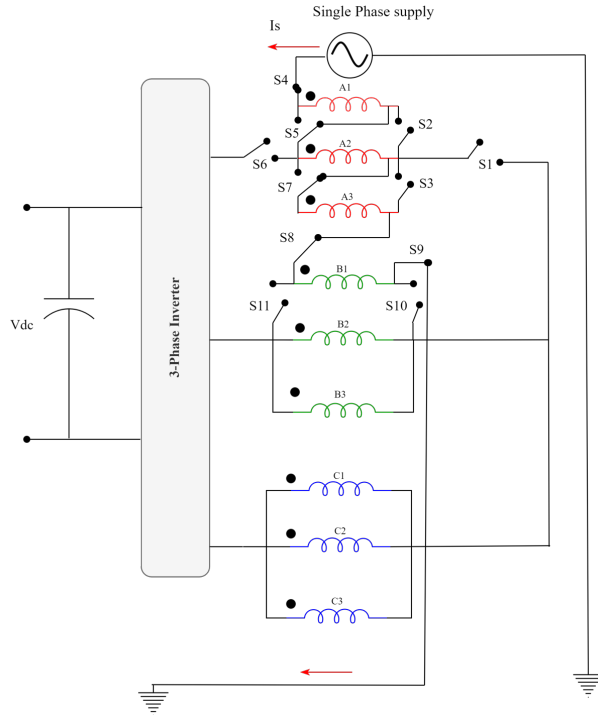 Single Phase supply
Is
S4
A1
S5
S2
A2
S6
S1
S7
S3
A3
S8
S9
B1
S11
S10
Vdc
B2
3-Phase Inverter
B3
C1
C2
C3